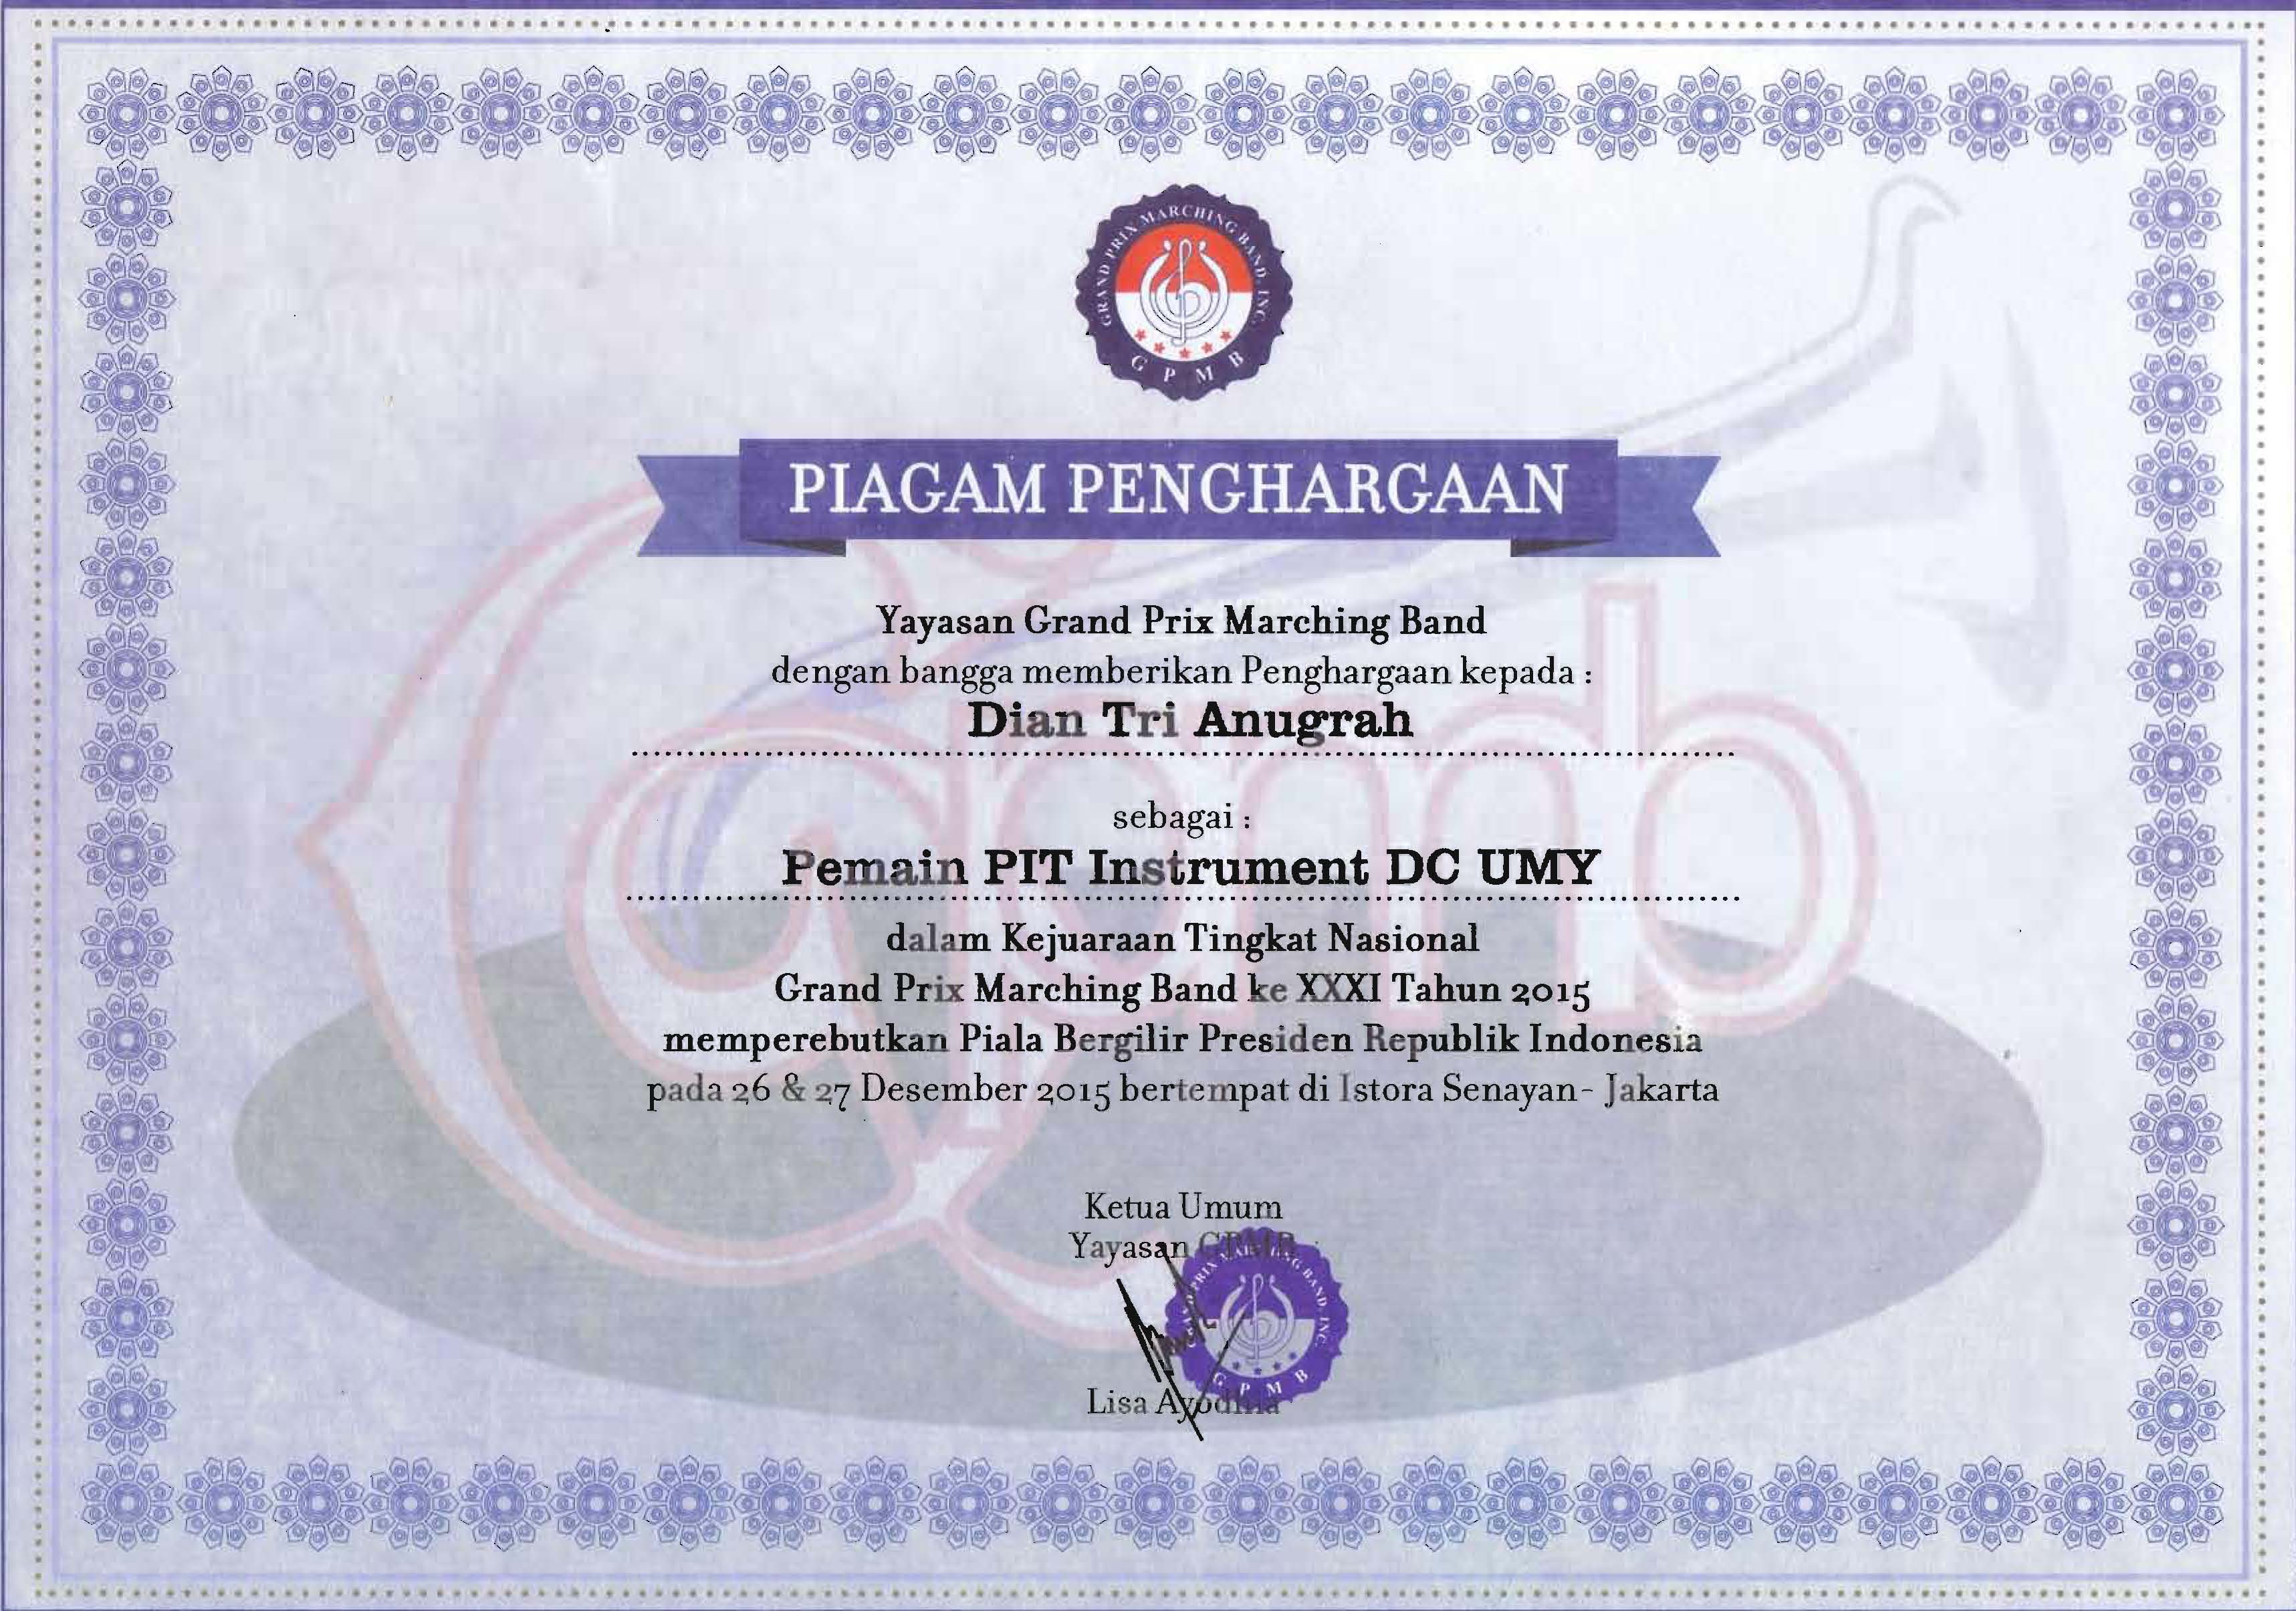 GRAND PRIX MARCHING BAND, INC.
G P M B
PIAGAM PENGHARGAAN
Yayasan Grand Prix Marching Band
dengan bangga memberikan Penghargaan kepada :
Dian Tri Anugrah
sebagai :
Pemain PIT Instrument DC UMY
dalam Kejuaraan Tingkat Nasional
Grand Prix Marching Band ke XXXI Tahun 2015
memperebutkan Piala Bergilir Presiden Republik Indonesia
pada 26 & 27 Desember 2015 bertempat di Istora Senayan- Jakarta
Ketua Umum
Yayasan GPMB
GRAND PRIX MARCHING BAND, INC.
G P M B
Lisa Ayodhia
gpmb